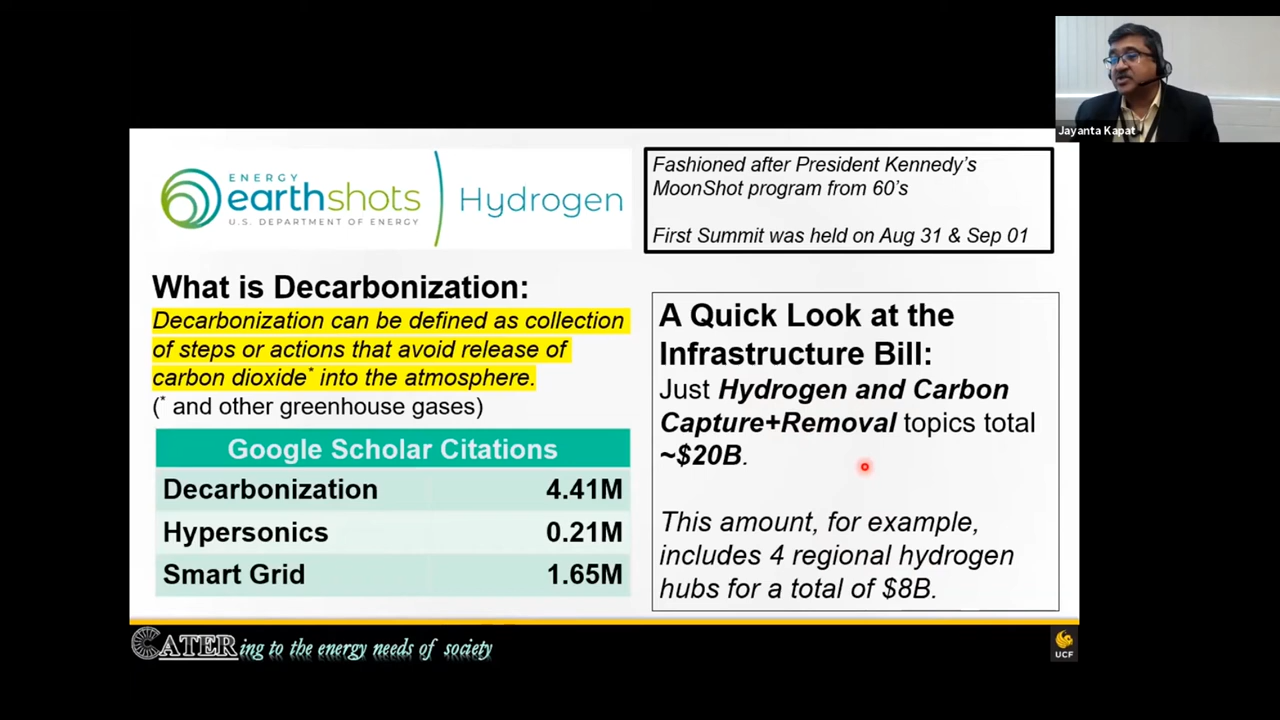 Jayanta Kapat
ENERGY
earthshots
U.S. DEPARTMENT OF ENERGY
Hydrogen
Fashioned after President Kennedy's
MoonShot program from 60's
First Summit was held on Aug 31 & Sep 01
What is Decarbonization:
Decarbonization can be defined as collection
of steps or actions that avoid release of
carbon dioxide* into the atmosphere.
(* and other greenhouse gases)
Google Scholar Citations
Decarbonization 4.41M
Hypersonics 0.21M
Smart Grid 1.65M
A Quick Look at the
Infrastructure Bill:
Just Hydrogen and Carbon
Capture+Removal topics total
~$20B.
This amount, for example,
includes 4 regional hydrogen
hubs for a total of $8B.
CATERing to the energy needs of society
UCF